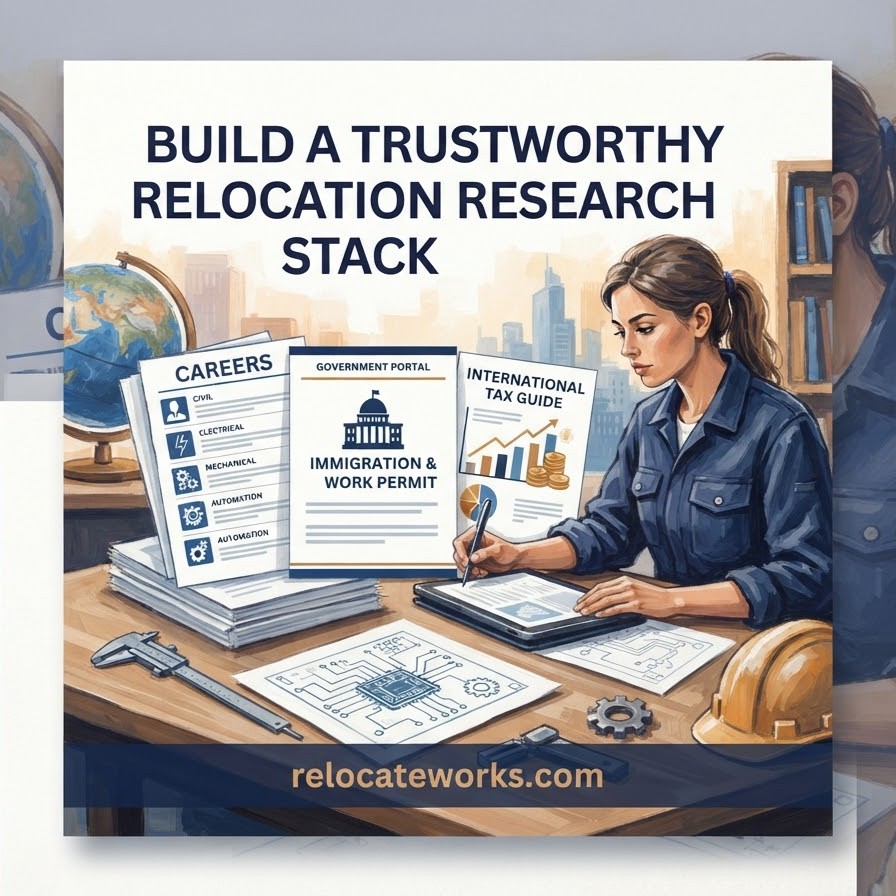 BUILD A TRUSTWORTHY
RELOCATION RESEARCH
STACK
CAREERS
CIVIL
ELECTRICAL
MECHANICAL
AUTOMATION
AUTOMATION
GOVERNMENT PORTAL
IMMIGRATION &
WORK PERMIT
INTERNATIONAL
TAX GUIDE
relocateworks.com